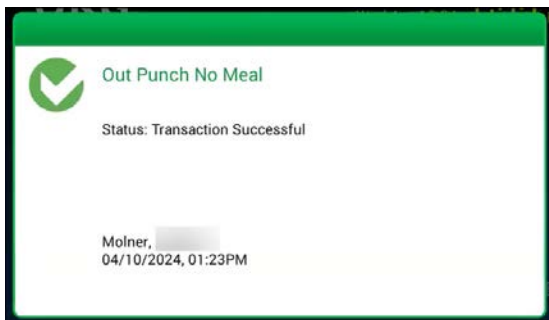 Out Punch No Meal
Status: Transaction Successful
Molner,
04/10/2024, 01:23PM